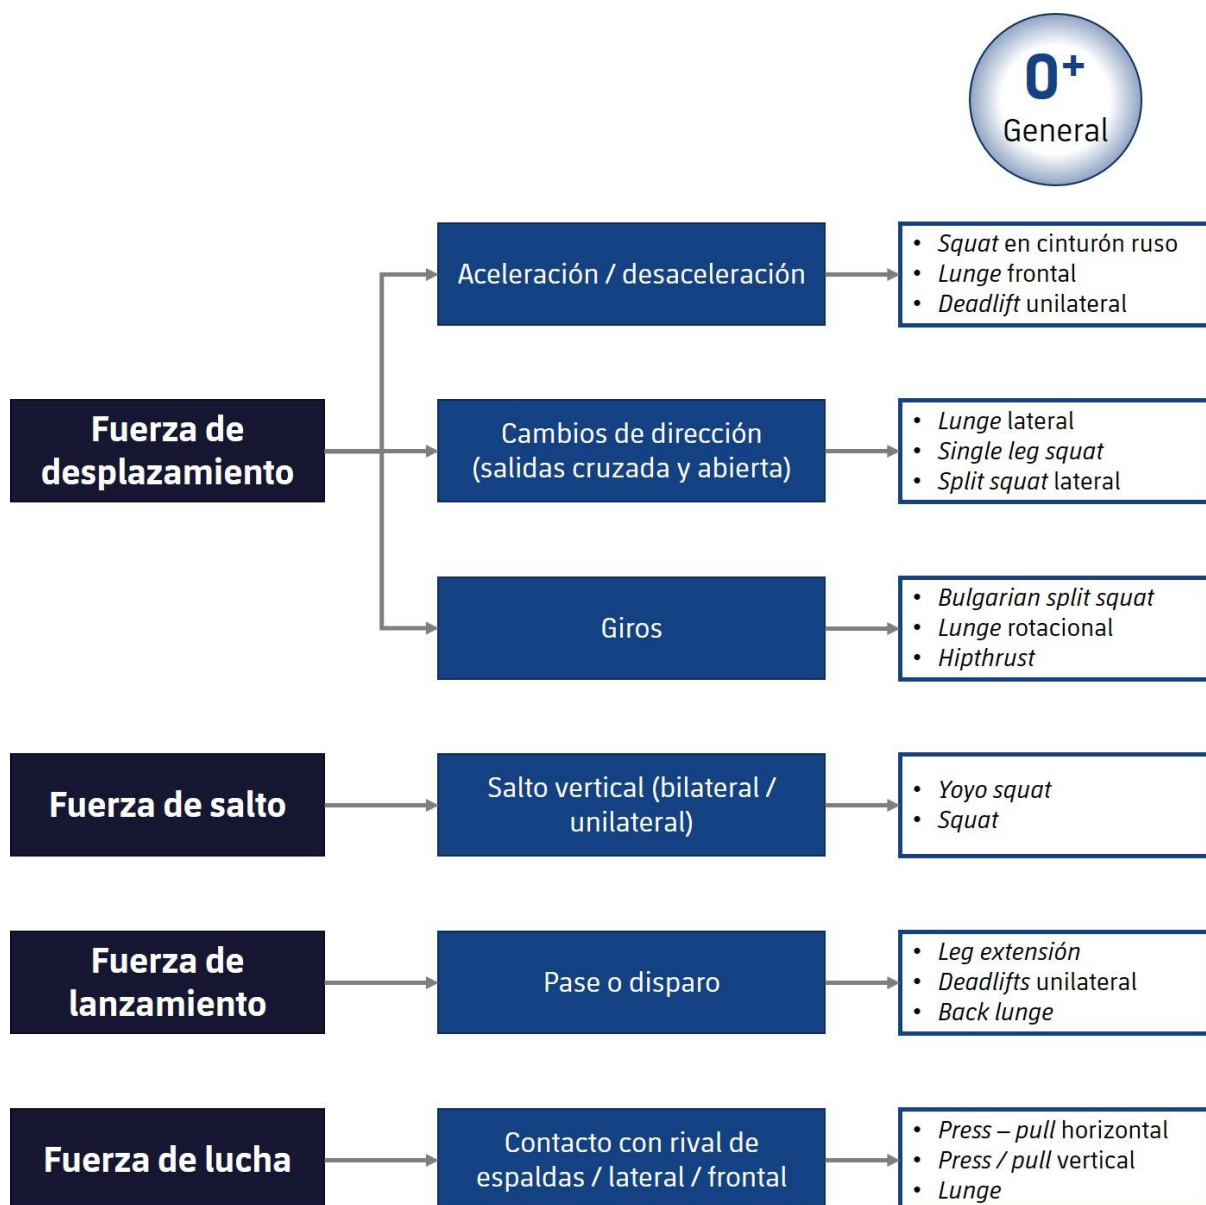 0+
General
Aceleración / desaceleración
• Squat en cinturón ruso
• Lunge frontal
• Deadlift unilateral
Fuerza de
desplazamiento
Cambios de dirección
(salidas cruzada y abierta)
• Lunge lateral
• Single leg squat
• Split squat lateral
Giros
• Bulgarian split squat
• Lunge rotacional
• Hipthrust
Fuerza de salto
Salto vertical (bilateral /
unilateral)
• Yoyo squat
• Squat
Fuerza de
lanzamiento
Pase o disparo
• Leg extensión
• Deadlifts unilateral
• Back lunge
Fuerza de lucha
Contacto con rival de
espaldas / lateral / frontal
• Press – pull horizontal
• Press / pull vertical
• Lunge